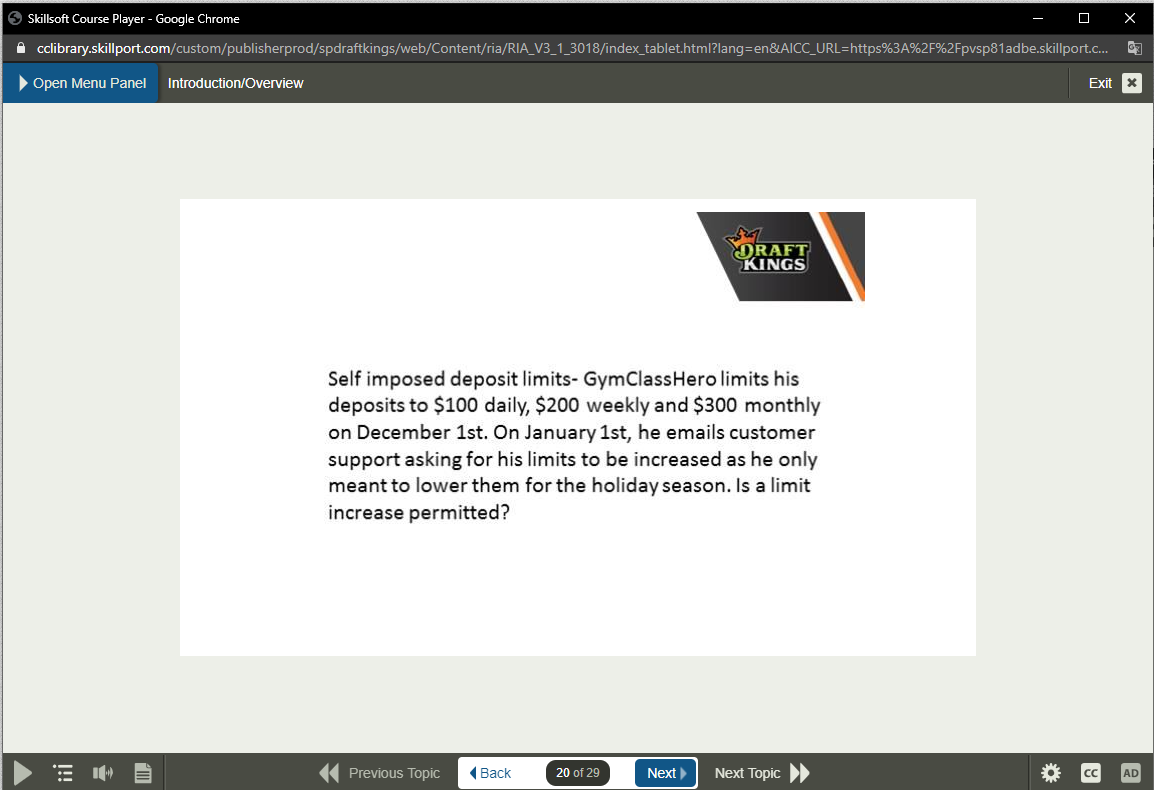 Skillsoft Course Player - Google Chrome
cclibrary.skillport.com/custom/publisherprod/spdraftkings/web/Content/ria/RIA_V3_1_3018/index_tablet.html?lang=en&AICC_URL=https%3A%2F%2Fpvsp81adbe.skillport.c...
Open Menu Panel Introduction/Overview Exit
DRAFT
KINGS
Self imposed deposit limits- GymClassHero limits his
deposits to $100 daily, $200 weekly and $300 monthly
on December 1st. On January 1st, he emails customer
support asking for his limits to be increased as he only
meant to lower them for the holiday season. Is a limit
increase permitted?
Previous Topic Back 20 of 29 Next Next Topic CC AD